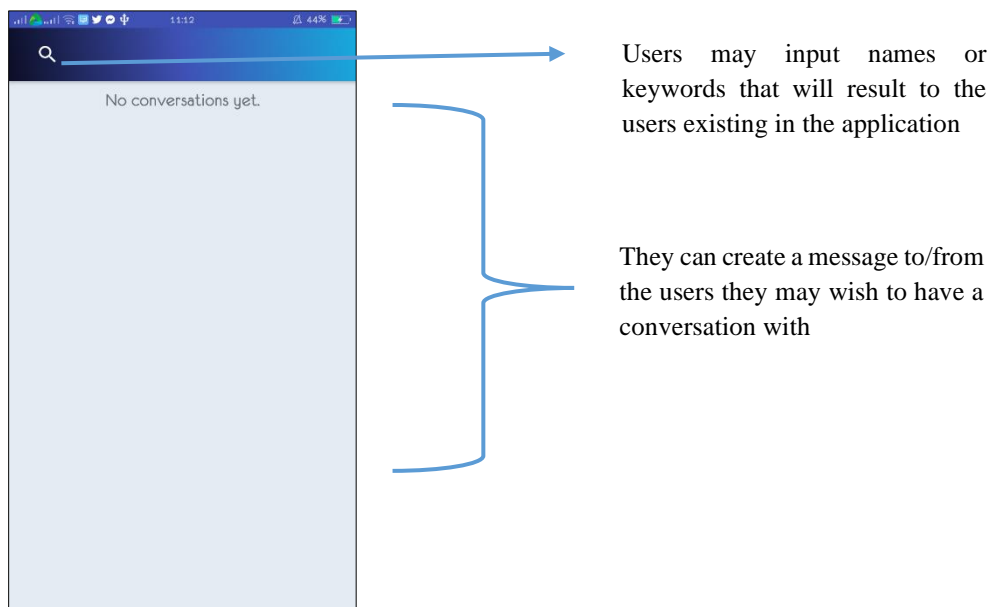 11:12
44%
No conversations yet.
Users may input names or
keywords that will result to the
users existing in the application
They can create a message to/from
the users they may wish to have a
conversation with